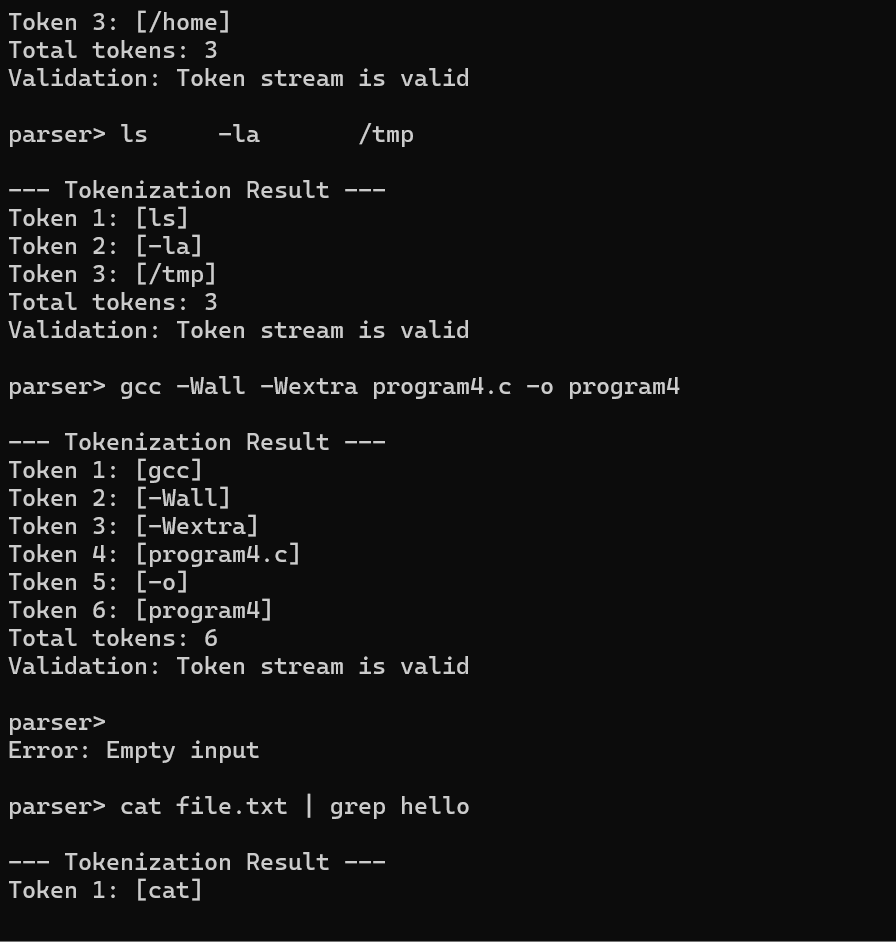 Token 3: [/home]
Total tokens: 3
Validation: Token stream is valid
parser> ls     -la       /tmp
--- Tokenization Result ---
Token 1: [ls]
Token 2: [-la]
Token 3: [/tmp]
Total tokens: 3
Validation: Token stream is valid
parser> gcc -Wall -Wextra program4.c -o program4
--- Tokenization Result ---
Token 1: [gcc]
Token 2: [-Wall]
Token 3: [-Wextra]
Token 4: [program4.c]
Token 5: [-o]
Token 6: [program4]
Total tokens: 6
Validation: Token stream is valid
parser>
Error: Empty input
parser> cat file.txt | grep hello
--- Tokenization Result ---
Token 1: [cat]